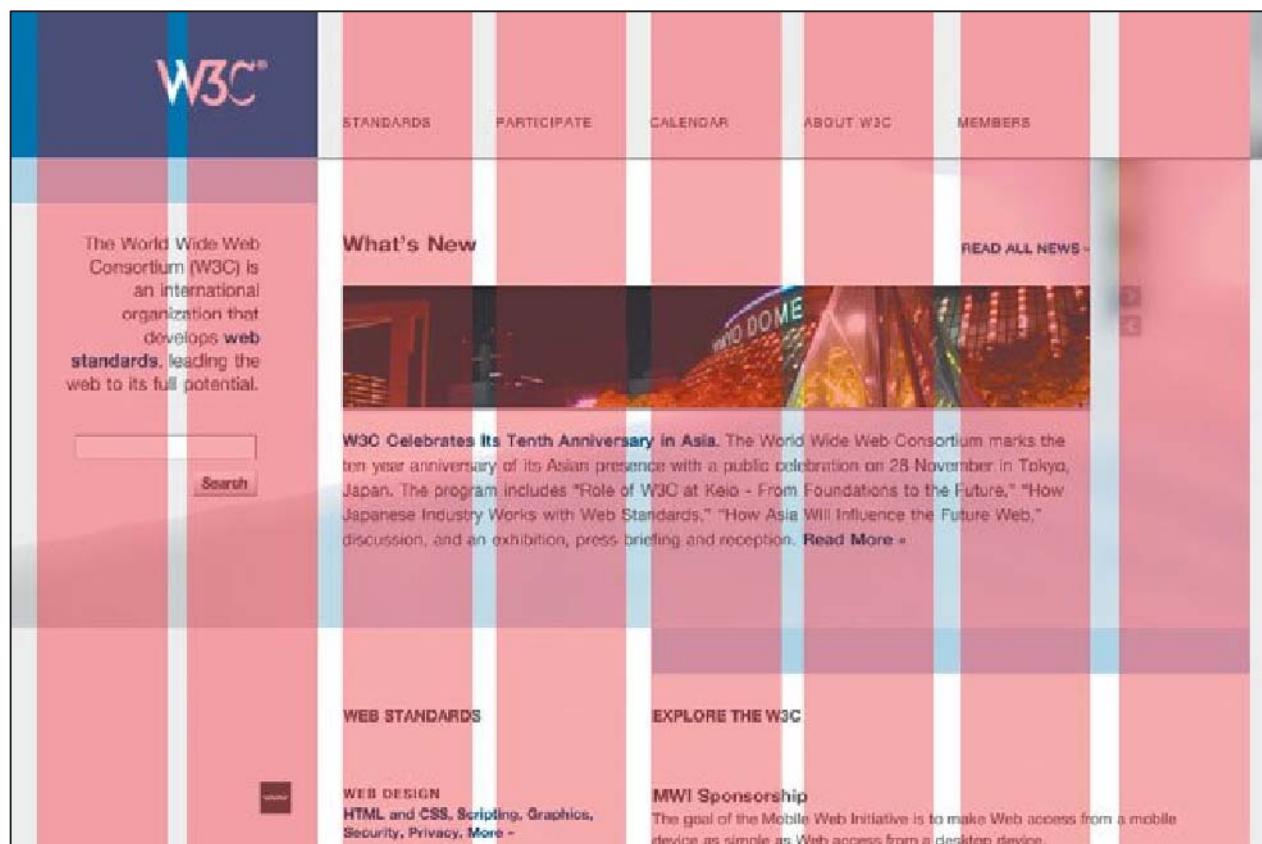 W3C®
STANDARDS
PARTICIPATE
CALENDAR
ABOUT W3C
MEMBERS
The World Wide Web
Consortium (W3C) is
an international
organization that
develops web
standards, leading the
web to its full potential.
Search
What's New
READ ALL NEWS »
TOKYO DOME
W3C Celebrates Its Tenth Anniversary in Asia. The World Wide Web Consortium marks the
ten year anniversary of its Asian presence with a public celebration on 28 November in Tokyo,
Japan. The program includes "Role of W3C at Keio - From Foundations to the Future," "How
Japanese Industry Works with Web Standards," "How Asia Will Influence the Future Web,"
discussion, and an exhibition, press briefing and reception. Read More »
WEB STANDARDS
WEB DESIGN
HTML and CSS, Scripting, Graphics,
Security, Privacy, More »
EXPLORE THE W3C
MWI Sponsorship
The goal of the Mobile Web Initiative is to make Web access from a mobile
device as simple as Web access from a desktop device.